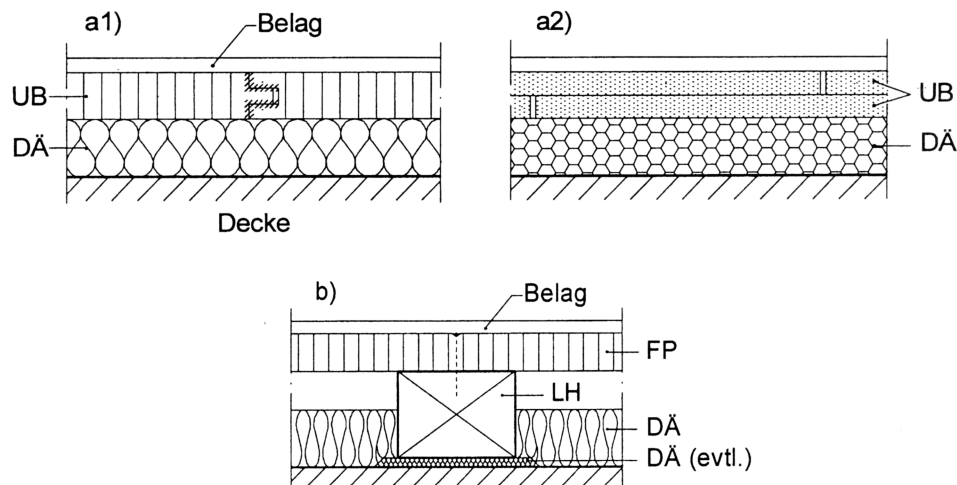 a1)
Belag
UB
DÄ
Decke
a2)
UB
DÄ
b)
Belag
FP
LH
DÄ
DÄ (evtl.)